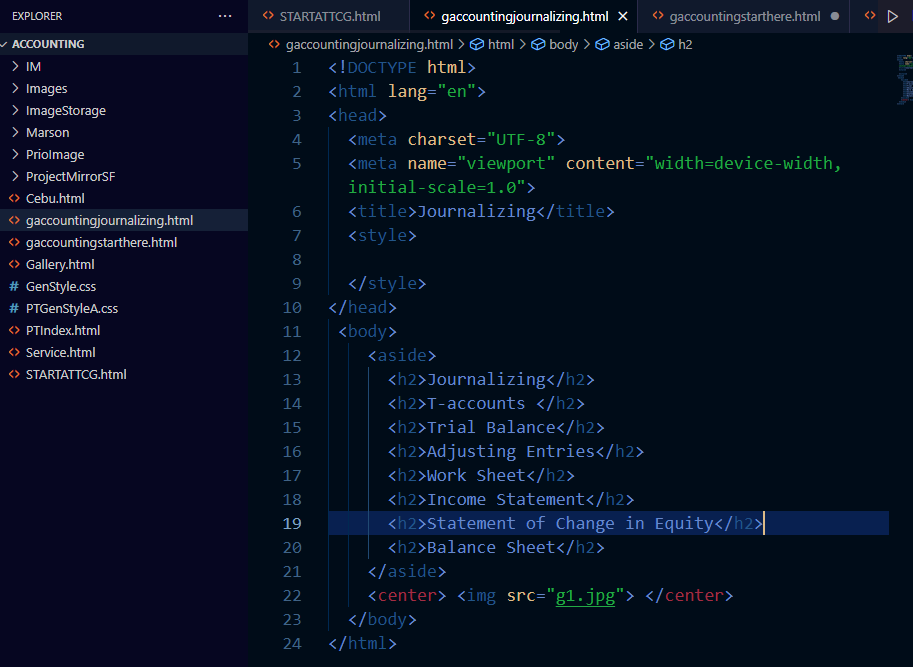 EXPLORER
ACCOUNTING
IM
Images
ImageStorage
Marson
PrioImage
ProjectMirrorSF
Cebu.html
gaccountingjournalizing.html
gaccountingstarthere.html
Gallery.html
# GenStyle.css
# PTGenStyleA.css
PTIndex.html
Service.html
STARTATTCG.html
STARTATTCG.html gaccountingjournalizing.html gaccountingstarthere.html
gaccountingjournalizing.html > html > body > aside > h2
1 <!DOCTYPE html>
2 <html lang="en">
3 <head>
4 <meta charset="UTF-8">
5 <meta name="viewport" content="width=device-width,
initial-scale=1.0">
6 <title>Journalizing</title>
7 <style>
8
9 </style>
10 </head>
11 <body>
12 <aside>
13 <h2>Journalizing</h2>
14 <h2>T-accounts </h2>
15 <h2>Trial Balance</h2>
16 <h2>Adjusting Entries</h2>
17 <h2>Work Sheet</h2>
18 <h2>Income Statement</h2>
19 <h2>Statement of Change in Equity</h2>
20 <h2>Balance Sheet</h2>
21 </aside>
22 <center> <img src="g1.jpg"> </center>
23 </body>
24 </html>